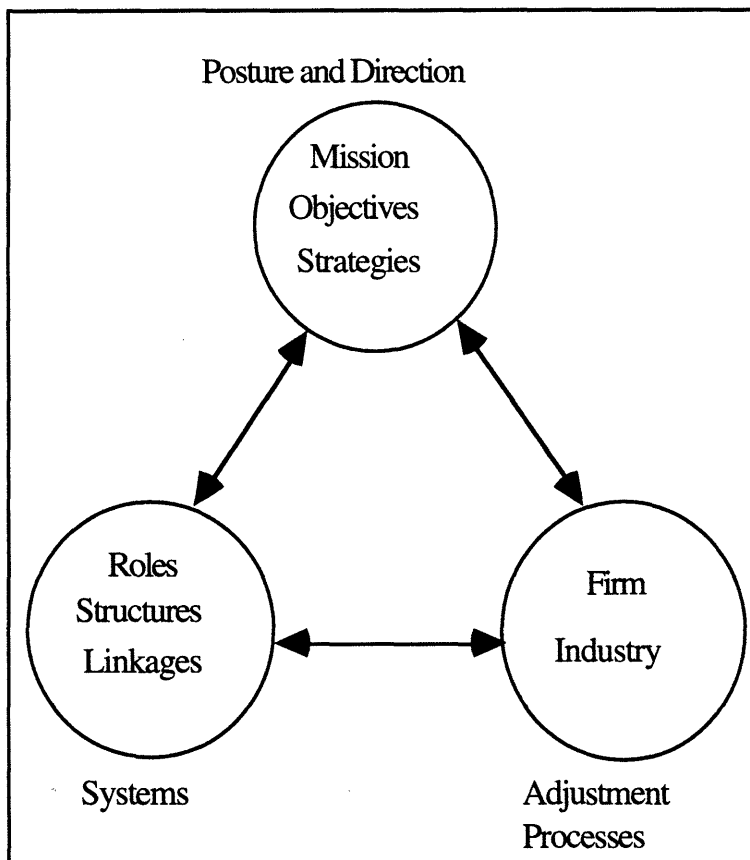 Posture and Direction
Mission
Objectives
Strategies
Roles
Structures
Linkages
Firm
Industry
Systems
Adjustment
Processes